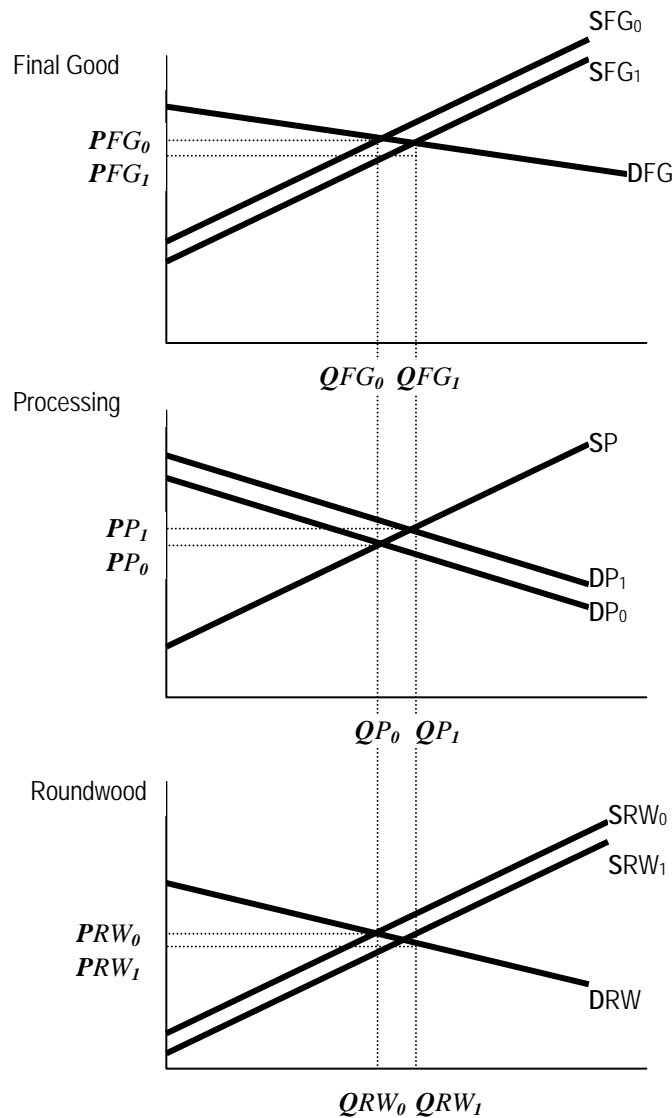 SFG₀
Final Good
SFG₁
PFG₀
PFG₁
DFG
QFG₀ QFG₁
Processing
SP
PP₁
PP₀
DP₁
DP₀
QP₀ QP₁
Roundwood
SRW₀
SRW₁
PRW₀
PRW₁
DRW
QRW₀ QRW₁